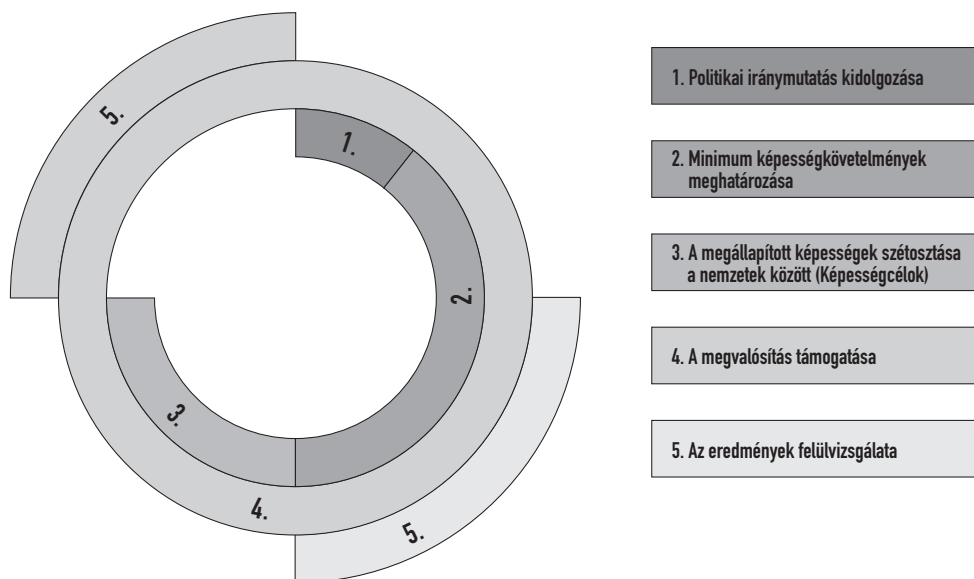 5.
1.
2.
3.
4.
5.
1. Politikai iránymutatás kidolgozása
2. Minimum képességkövetelmények
meghatározása
3. A megállapított képességek szétosztása
a nemzetek között (Képességcélok)
4. A megvalósítás támogatása
5. Az eredmények felülvizsgálata